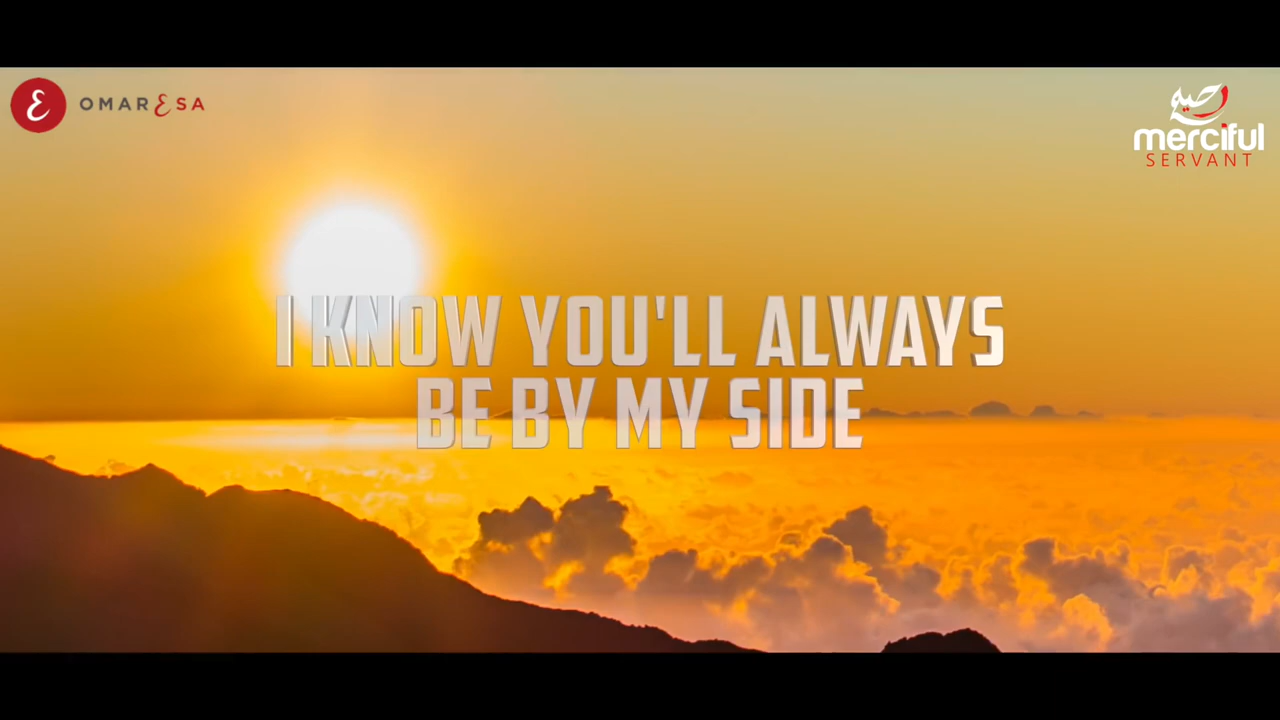 OMAR ESA
merciful
SERVANT
I KNOW YOU'LL ALWAYS
BE BY MY SIDE